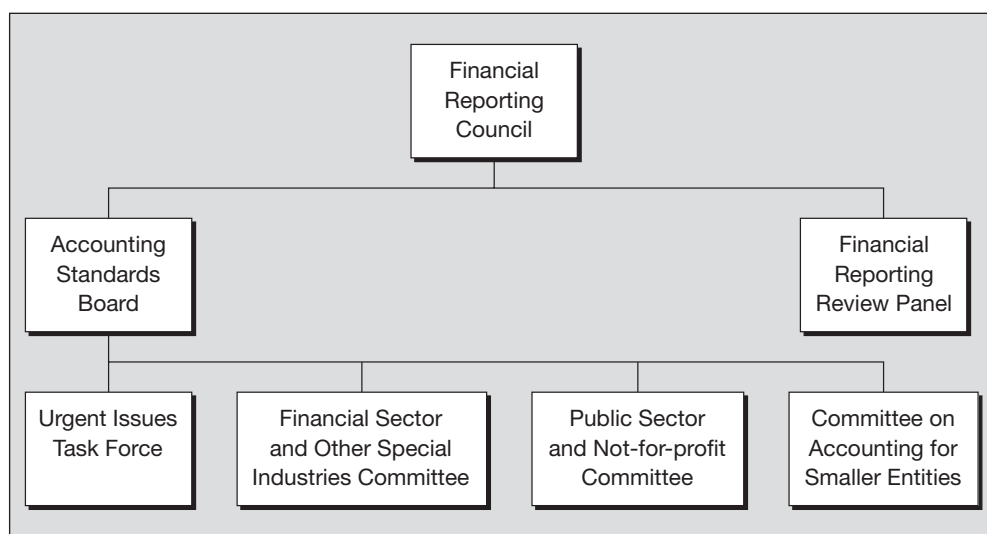 Financial
Reporting
Council
Accounting
Standards
Board
Financial
Reporting
Review Panel
Urgent Issues
Task Force
Financial Sector
and Other Special
Industries Committee
Public Sector
and Not-for-profit
Committee
Committee on
Accounting for
Smaller Entities